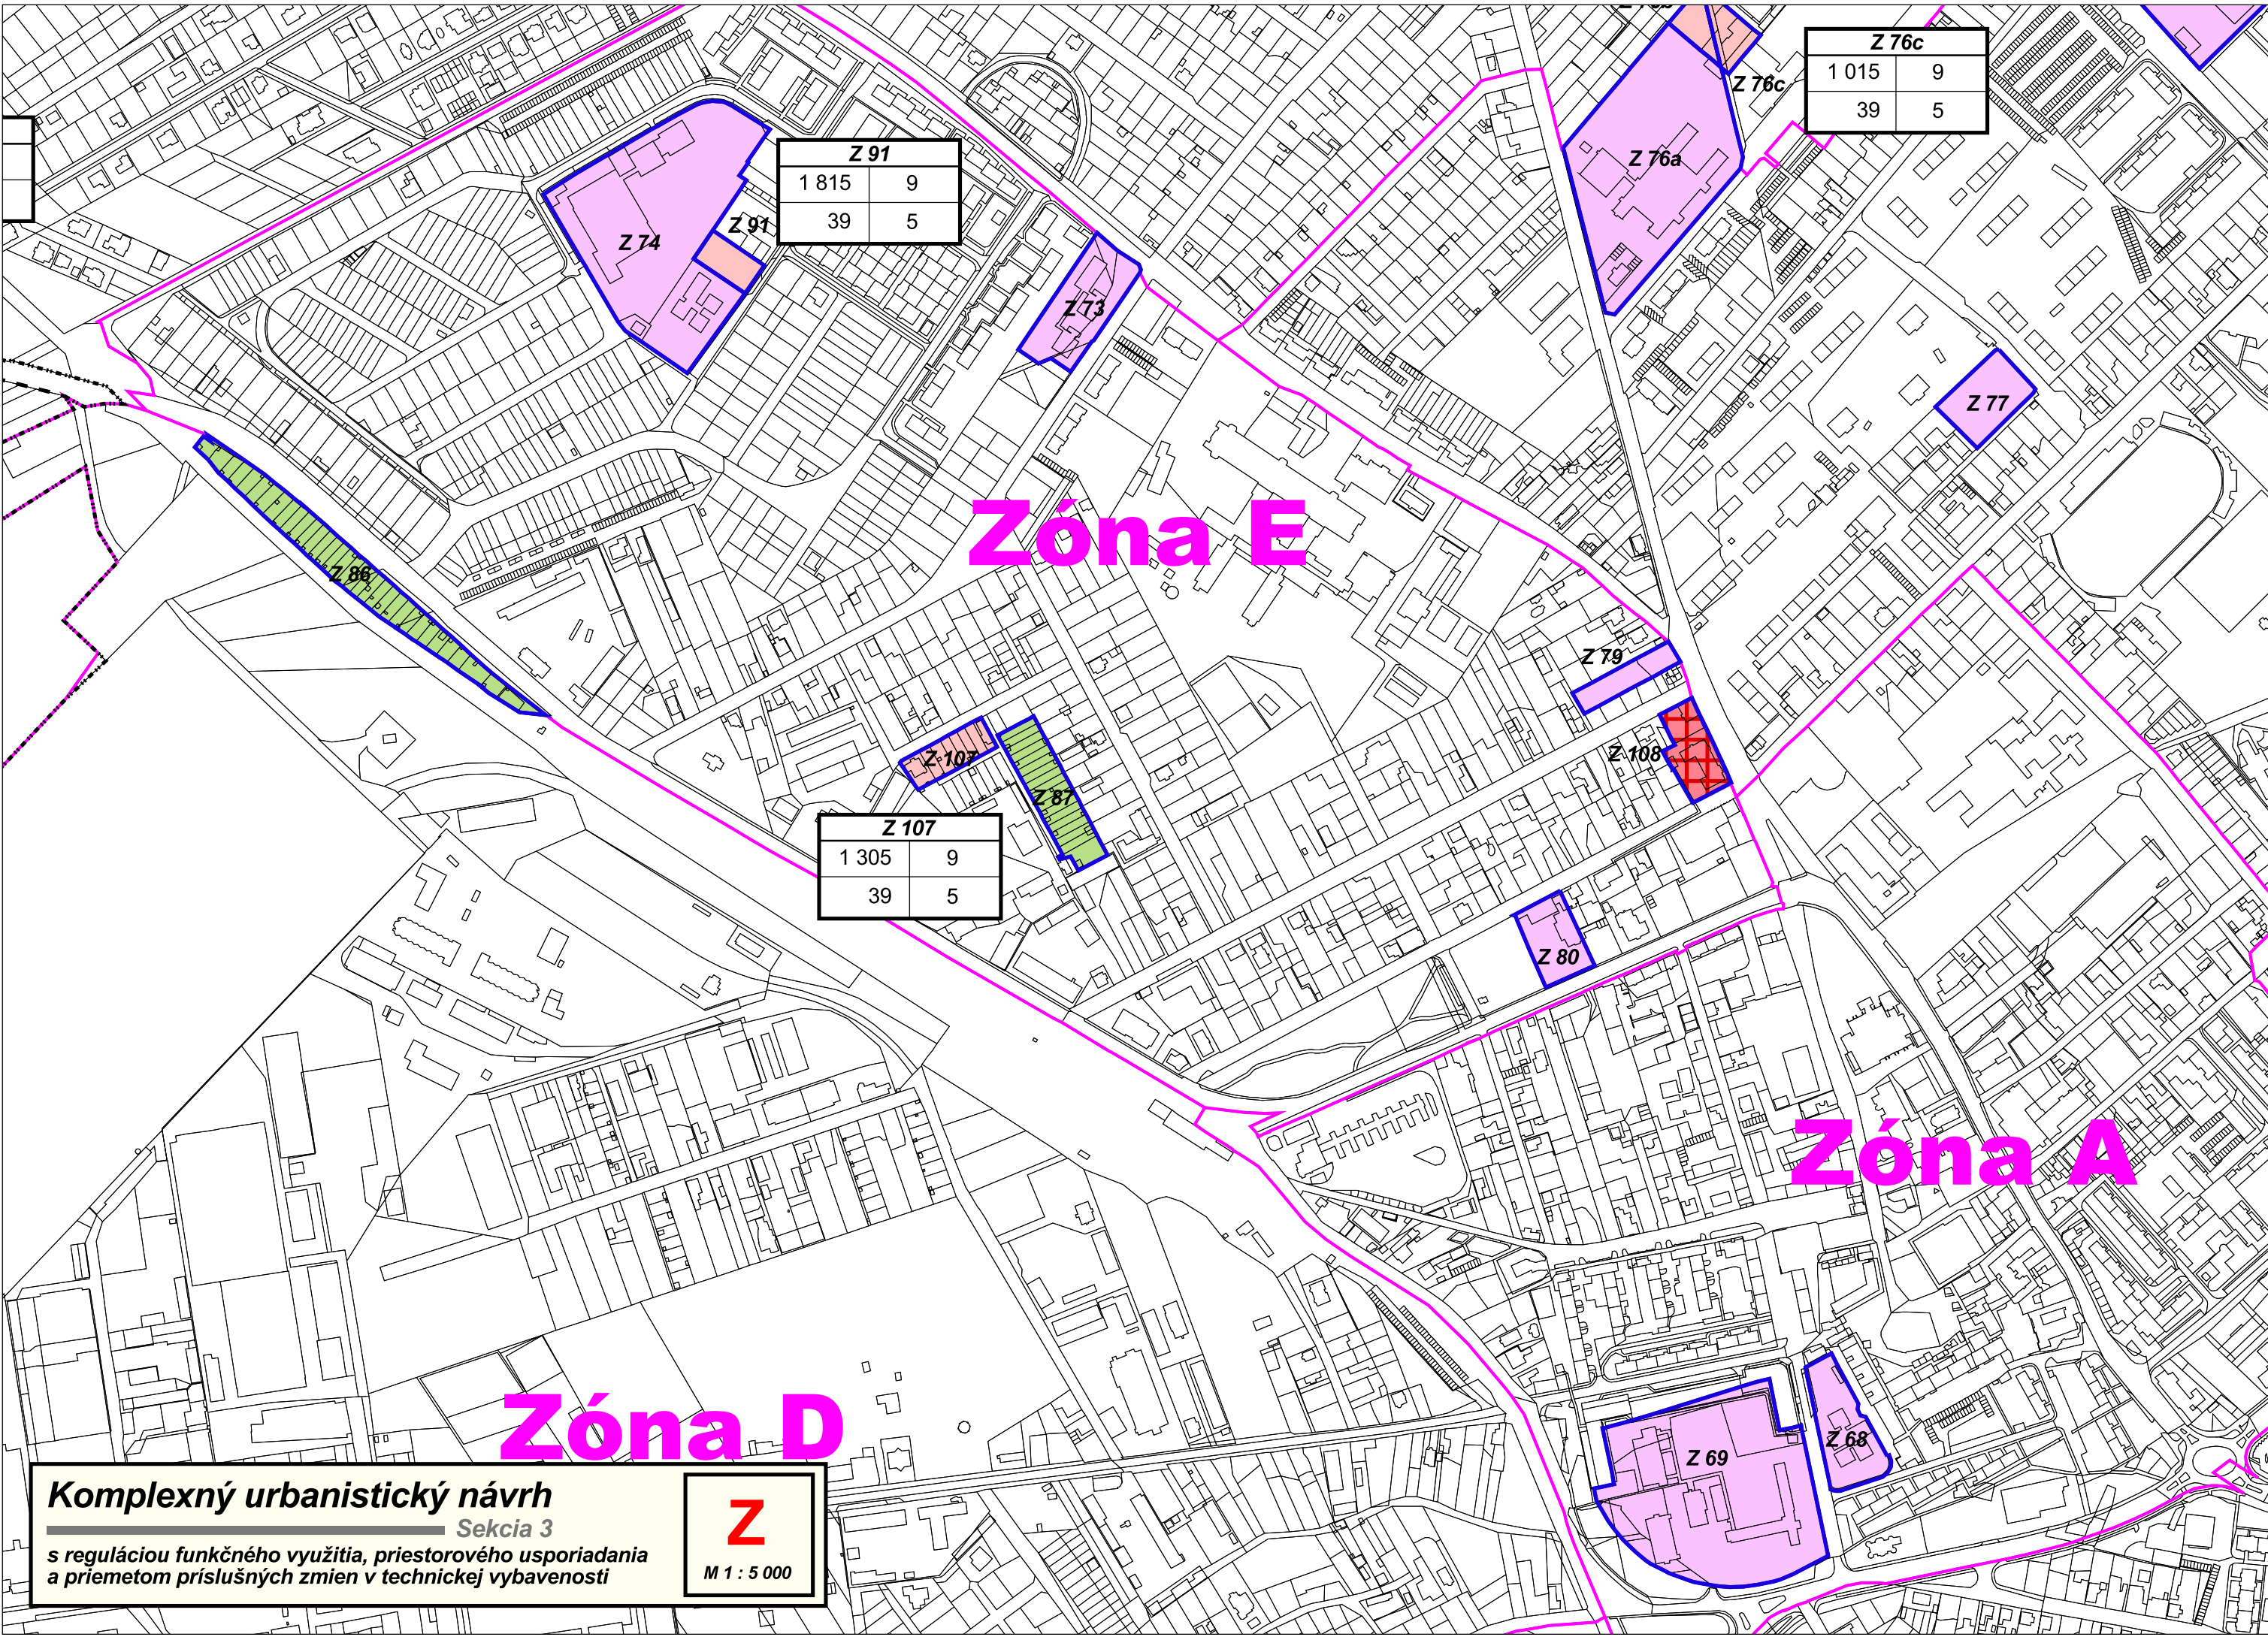 Z 76c
1 015 9
39 5
Z 76c
Z 91
1 815 9
39 5
Z 76a
Z 91
Z 74
Z 73
Z 77
Zóna E
Z 86
Z 79
Z 108
Z 107
Z 87
Z 107
1 305 9
39 5
Z 80
Zóna A
Zóna D
Z 68
Z 69
Komplexný urbanistický návrh
Sekcia 3
s reguláciou funkčného využitia, priestorového usporiadania
a priemetom príslušných zmien v technickej vybavenosti
Z
M 1 : 5 000